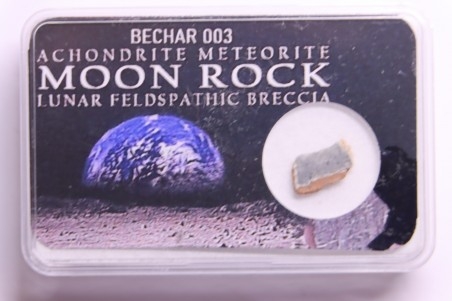 BECHAR 003
ACHONDRITE METEORITE
MOON ROCK
LUNAR FELDSPATHIC BRECCIA